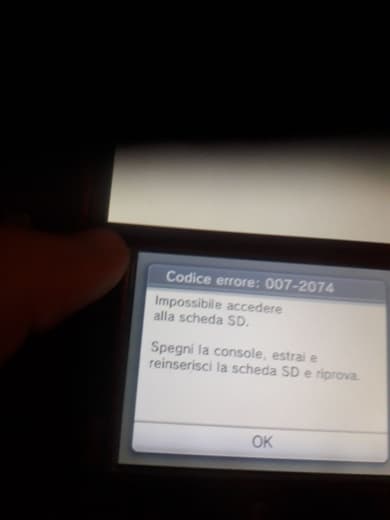 Codice errore: 007-2074
Impossibile accedere
alla scheda SD.
Spegni la console, estrai e
reinserisci la scheda SD e riprova.
OK